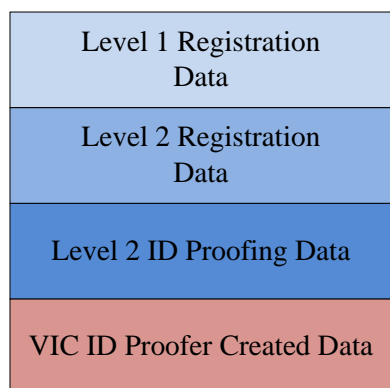 Level 1 Registration
Data
Level 2 Registration
Data
Level 2 ID Proofing Data
VIC ID Proofer Created Data